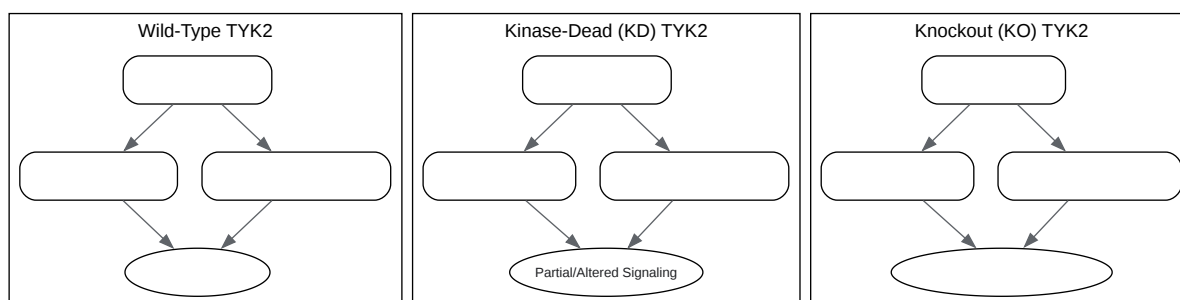 Wild-Type TYK2
Kinase-Dead (KD) TYK2
Knockout (KO) TYK2
Partial/Altered Signaling